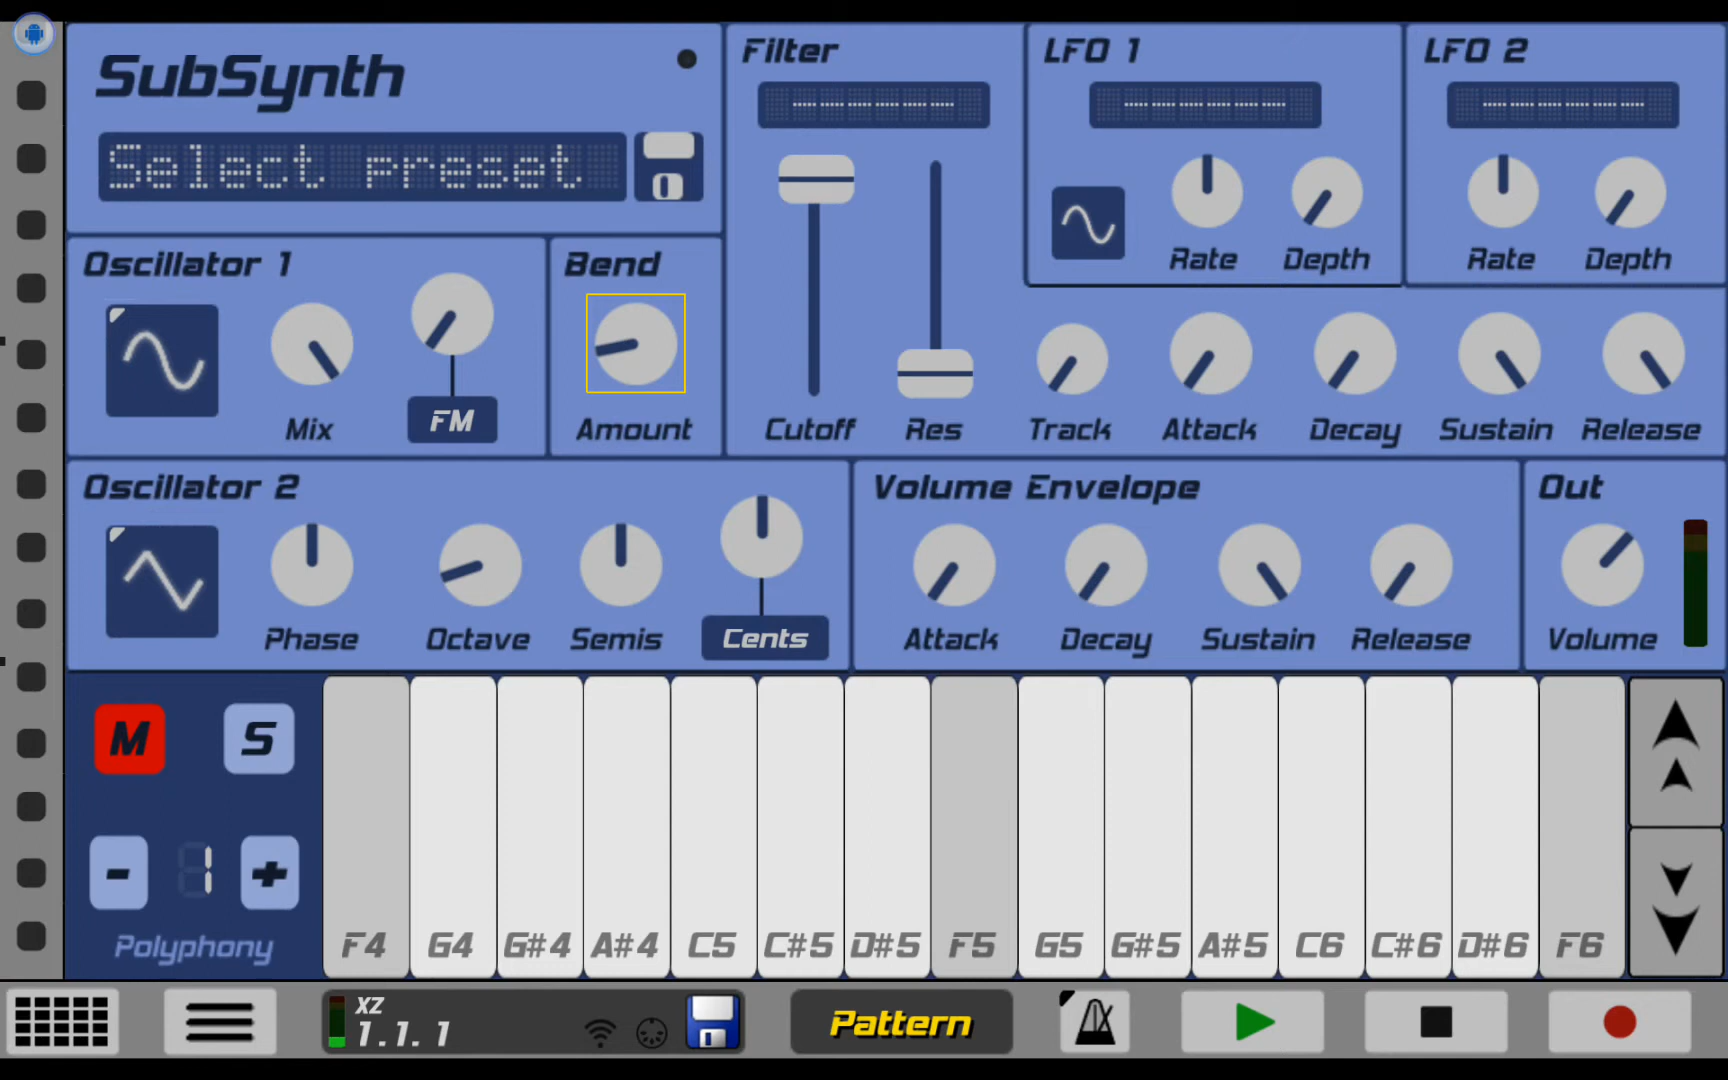 SubSynth
Select preset
Filter
LFO 1
LFO 2
Rate
Depth
Rate
Depth
Oscillator 1
Mix
FM
Bend
Amount
Cutoff
Res
Track
Attack
Decay
Sustain
Release
Oscillator 2
Phase
Octave
Semis
Cents
Volume Envelope
Attack
Decay
Sustain
Release
Out
Volume
M
S
-
1
+
Polyphony
F4
G4
G#4
A#4
C5
C#5
D#5
F5
G5
G#5
A#5
C6
C#6
D#6
F6
XZ
1.1.1
Pattern